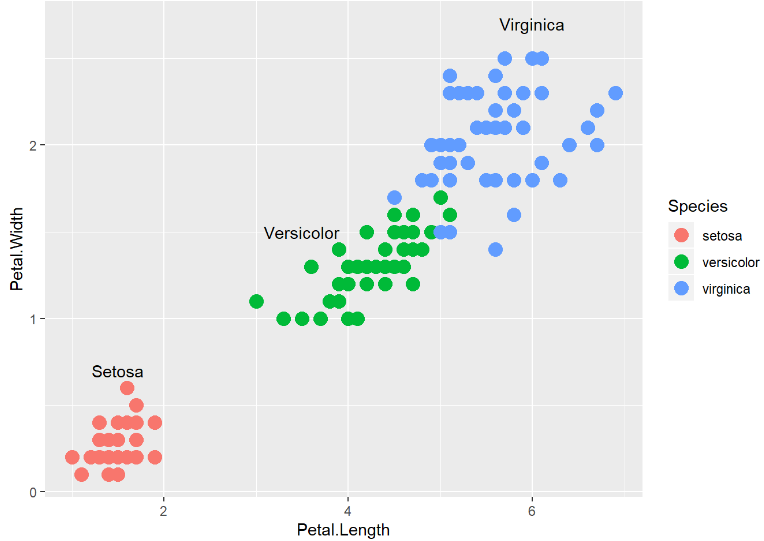 Virginica
Versicolor
Setosa
2
1
0
2
4
6
Petal.Width
Petal.Length
Species
setosa
versicolor
virginica